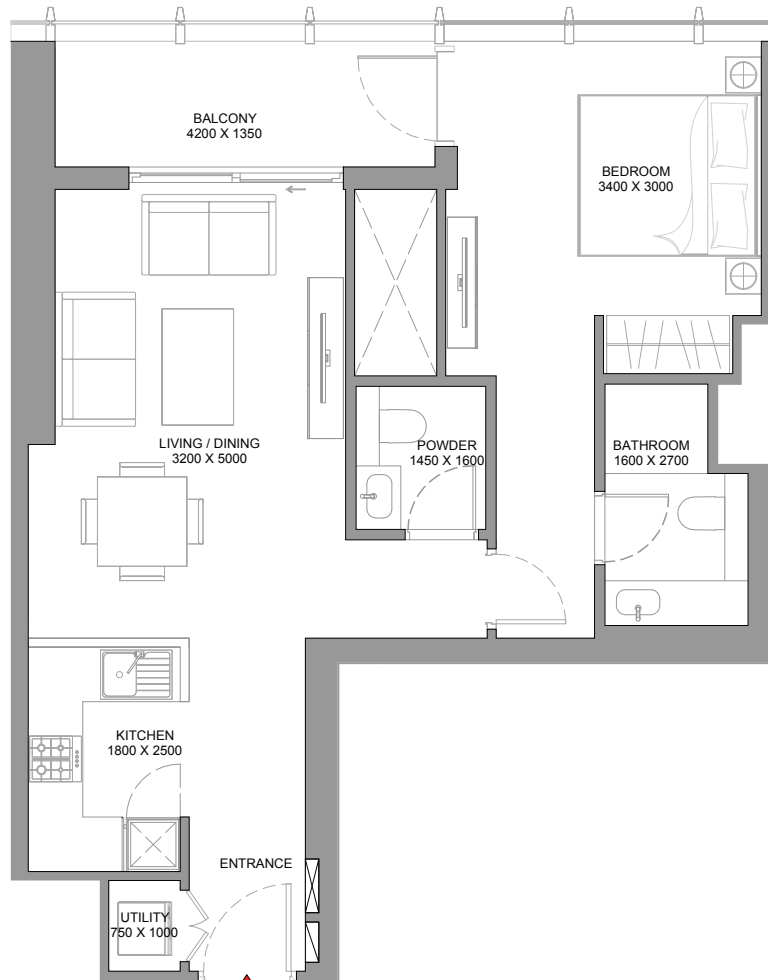 BALCONY
4200 X 1350
BEDROOM
3400 X 3000
LIVING / DINING
3200 X 5000
POWDER
1450 X 1600
BATHROOM
1600 X 2700
KITCHEN
1800 X 2500
ENTRANCE
UTILITY
750 X 1000